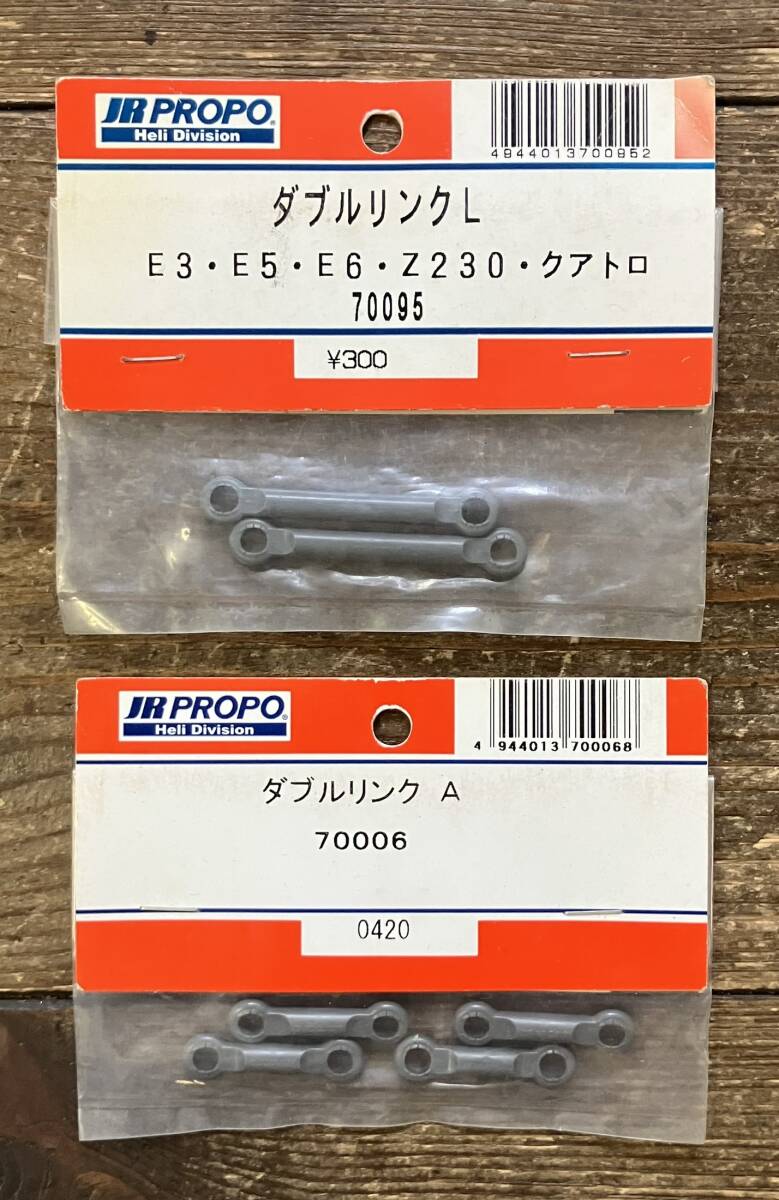 JR PROPO®
Heli Division
4944013700952
ダブルリンクL
E3・E5・E6・Z230・クアトロ
70095
¥300
JR PROPO®
Heli Division
4 944013 700068
ダブルリンク A
70006
0420